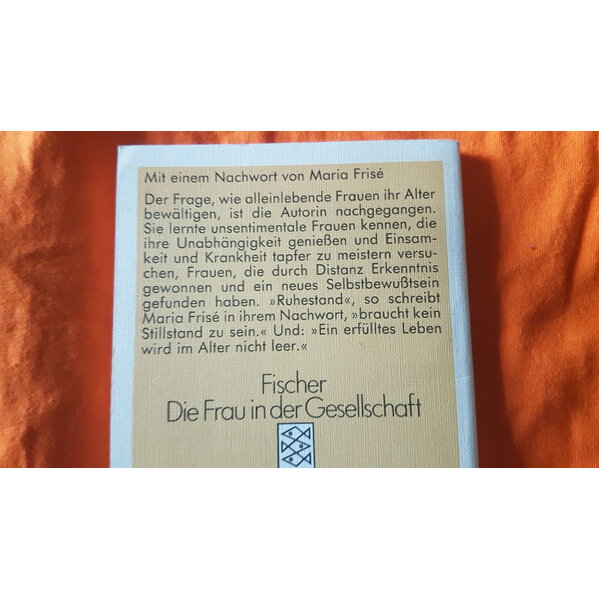 Mit einem Nachwort von Maria Frisé
Der Frage, wie alleinlebende Frauen ihr Alter
bewältigen, ist die Autorin nachgegangen.
Sie lernte unsentimentale Frauen kennen, die
ihre Unabhängigkeit genießen und Einsam-
keit und Krankheit tapfer zu meistern versu-
chen, Frauen, die durch Distanz Erkenntnis
gewonnen und ein neues Selbstbewußtsein
gefunden haben. »Ruhestand«, so schreibt
Maria Frisé in ihrem Nachwort, »braucht kein
Stillstand zu sein.« Und: »Ein erfülltes Leben
wird im Alter nicht leer.«
Fischer
Die Frau in der Gesellschaft